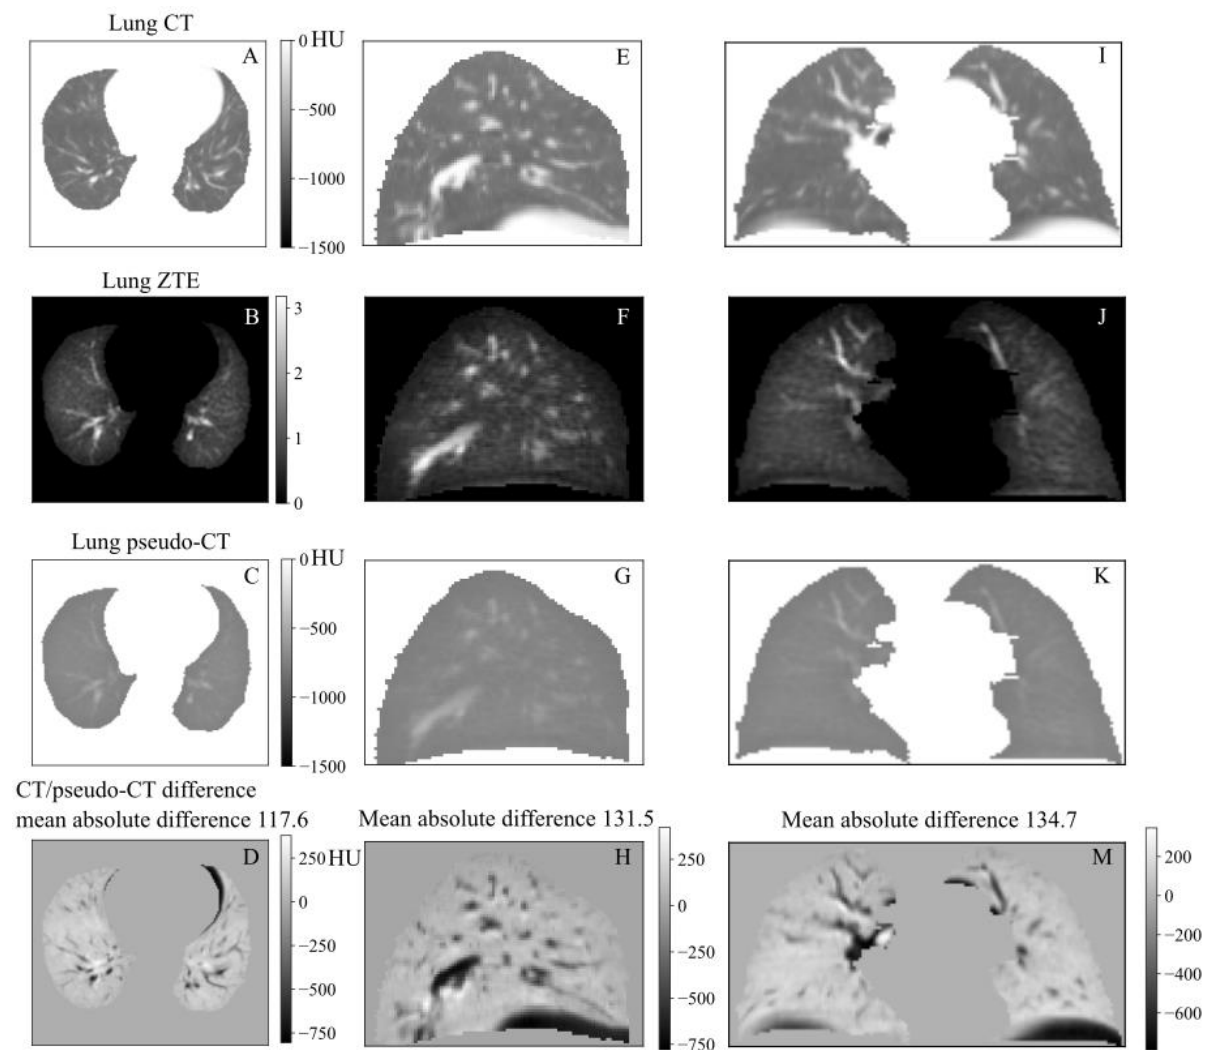 Lung CT
A
0 HU
−500
−1000
−1500
E
I
Lung ZTE
B
3
2
1
0
F
J
Lung pseudo-CT
C
0 HU
−500
−1000
−1500
G
K
CT/pseudo-CT difference
mean absolute difference 117.6
D
250 HU
0
−250
−500
−750
Mean absolute difference 131.5
H
250
0
−250
−500
−750
Mean absolute difference 134.7
M
200
0
−200
−400
−600